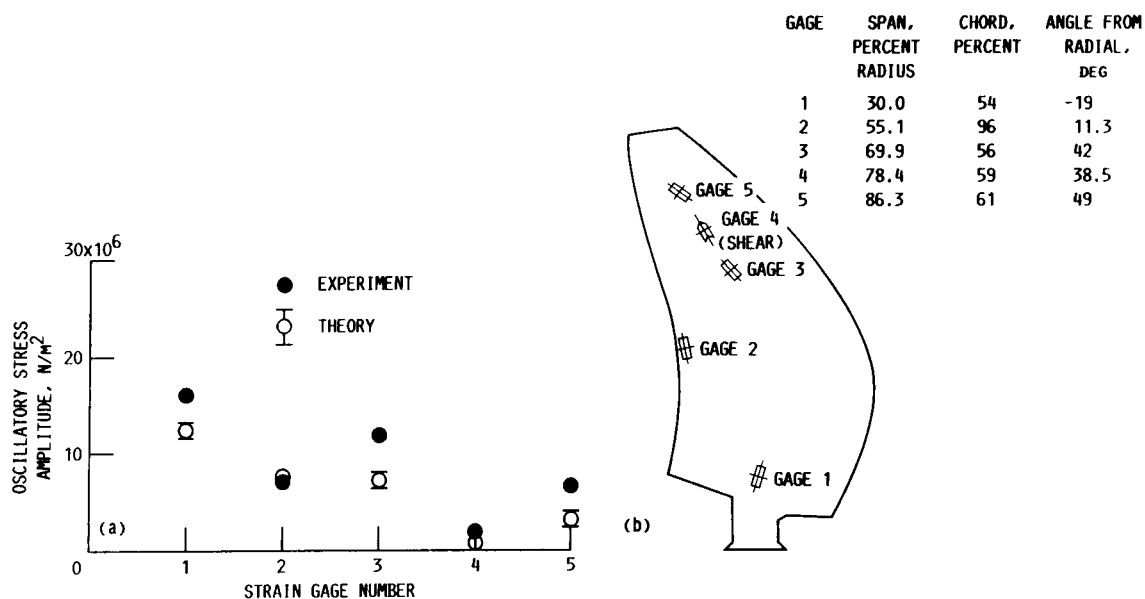 GAGE SPAN, CHORD, ANGLE FROM
PERCENT PERCENT RADIAL,
RADIUS DEG
1 30.0 54 -19
2 55.1 96 11.3
3 69.9 56 42
4 78.4 59 38.5
5 86.3 61 49
30x10⁶
20
10
0
OSCILLATORY STRESS
AMPLITUDE, N/M²
EXPERIMENT
THEORY
(a)
1 2 3 4 5
STRAIN GAGE NUMBER
GAGE 5
GAGE 4
(SHEAR)
GAGE 3
GAGE 2
GAGE 1
(b)